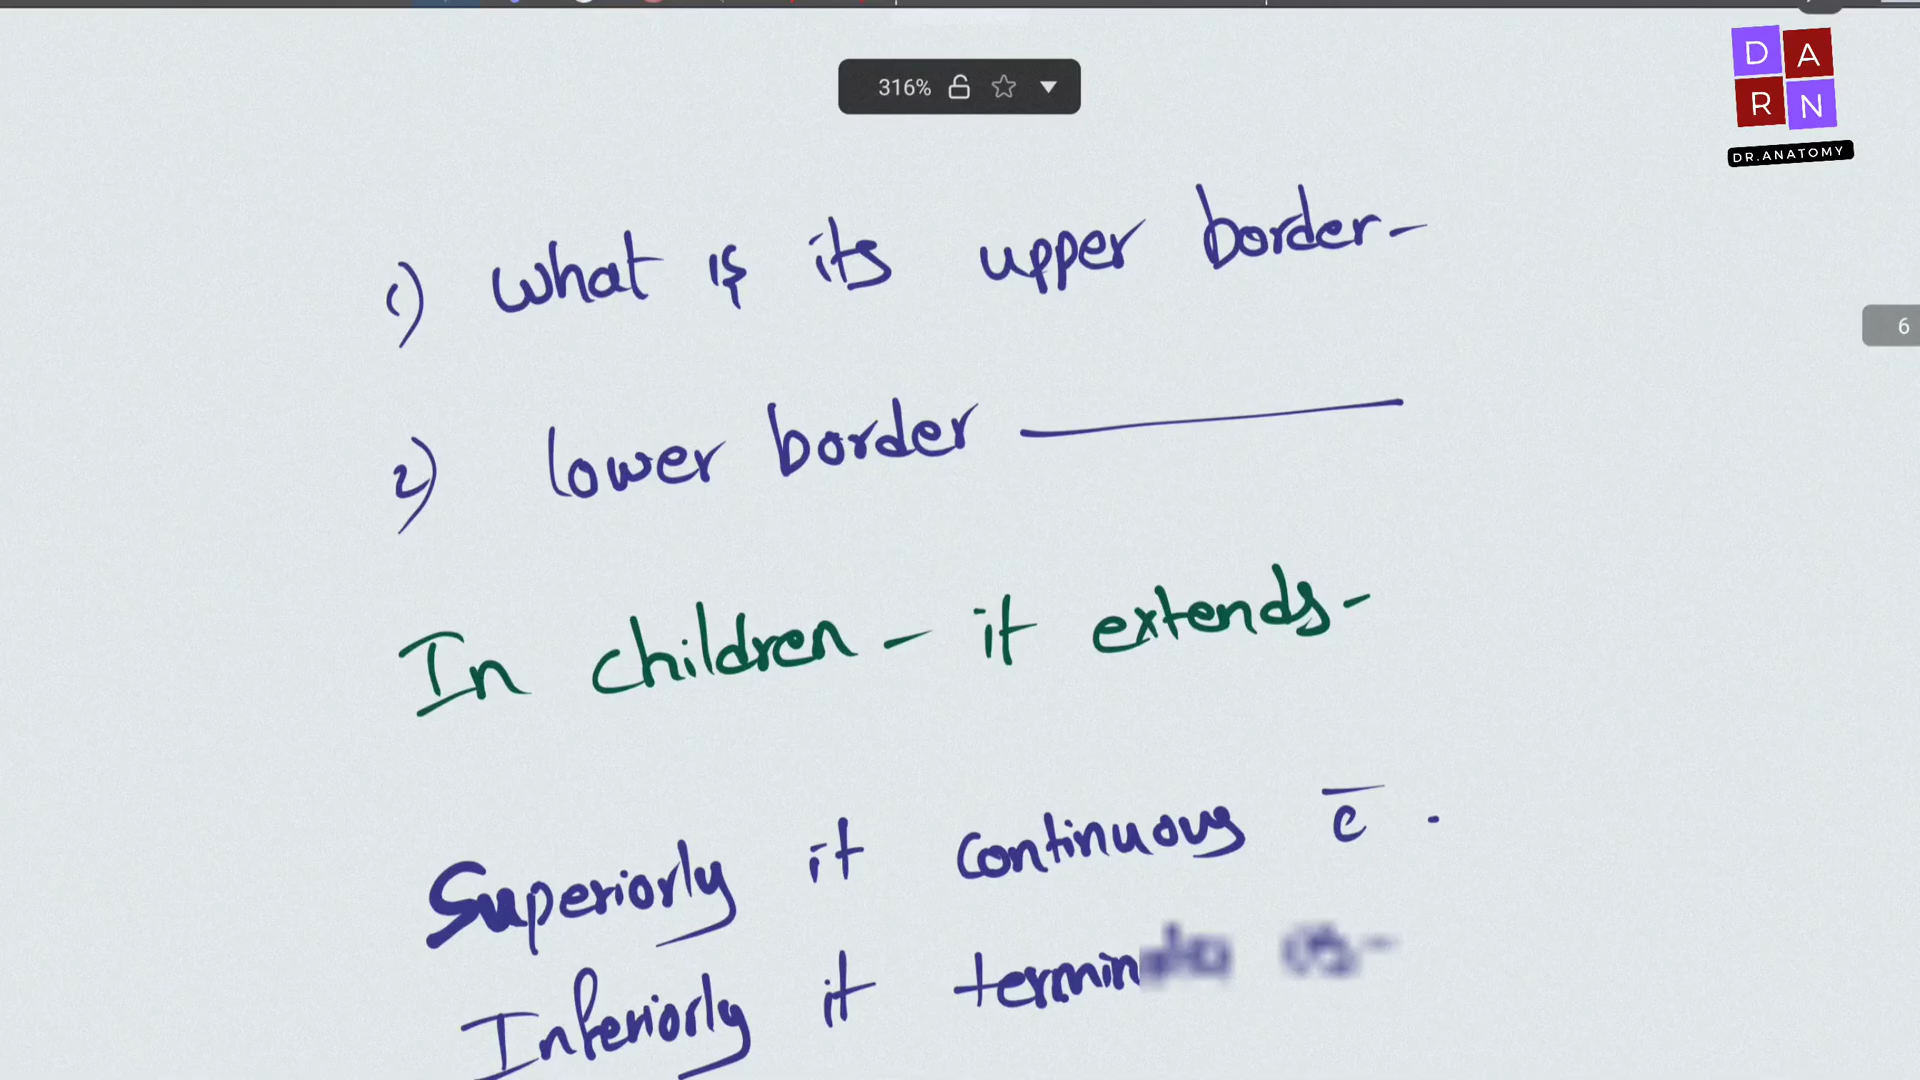 316%
D A
R N
DR.ANATOMY
1) what is its upper border-
6
2) lower border
In children - it extends-
Superiorly it continuous c̄ .
Inferiorly it